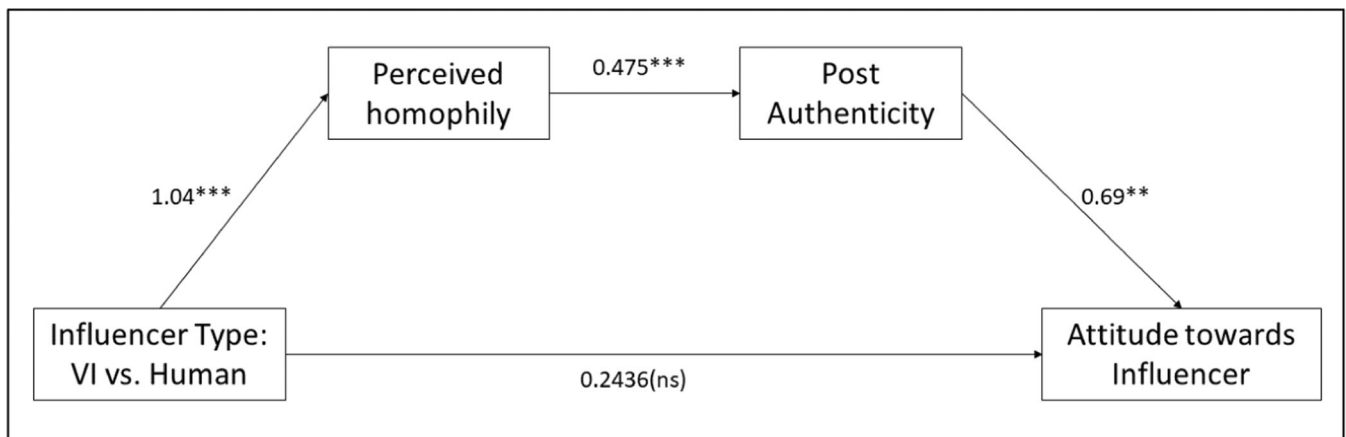 Perceived
homophily
0.475***
Post
Authenticity
1.04***
0.69**
Influencer Type:
VI vs. Human
0.2436(ns)
Attitude towards
Influencer